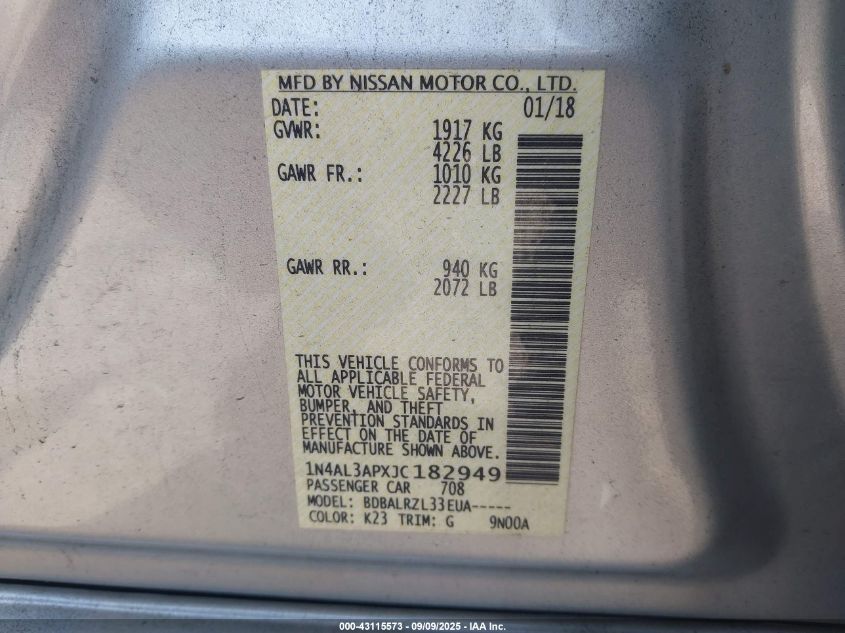 MFD BY NISSAN MOTOR CO., LTD.
DATE: 01/18
GVWR: 1917 KG
4226 LB
GAWR FR.: 1010 KG
2227 LB
GAWR RR.: 940 KG
2072 LB
THIS VEHICLE CONFORMS TO
ALL APPLICABLE FEDERAL
MOTOR VEHICLE SAFETY,
BUMPER, AND THEFT
PREVENTION STANDARDS IN
EFFECT ON THE DATE OF
MANUFACTURE SHOWN ABOVE.
1N4AL3APXJC182949
PASSENGER CAR 708
MODEL: BDBALRZL33EUA-----
COLOR: K23 TRIM: G 9N00A
000-43115573 - 09/09/2025 - IAA Inc.